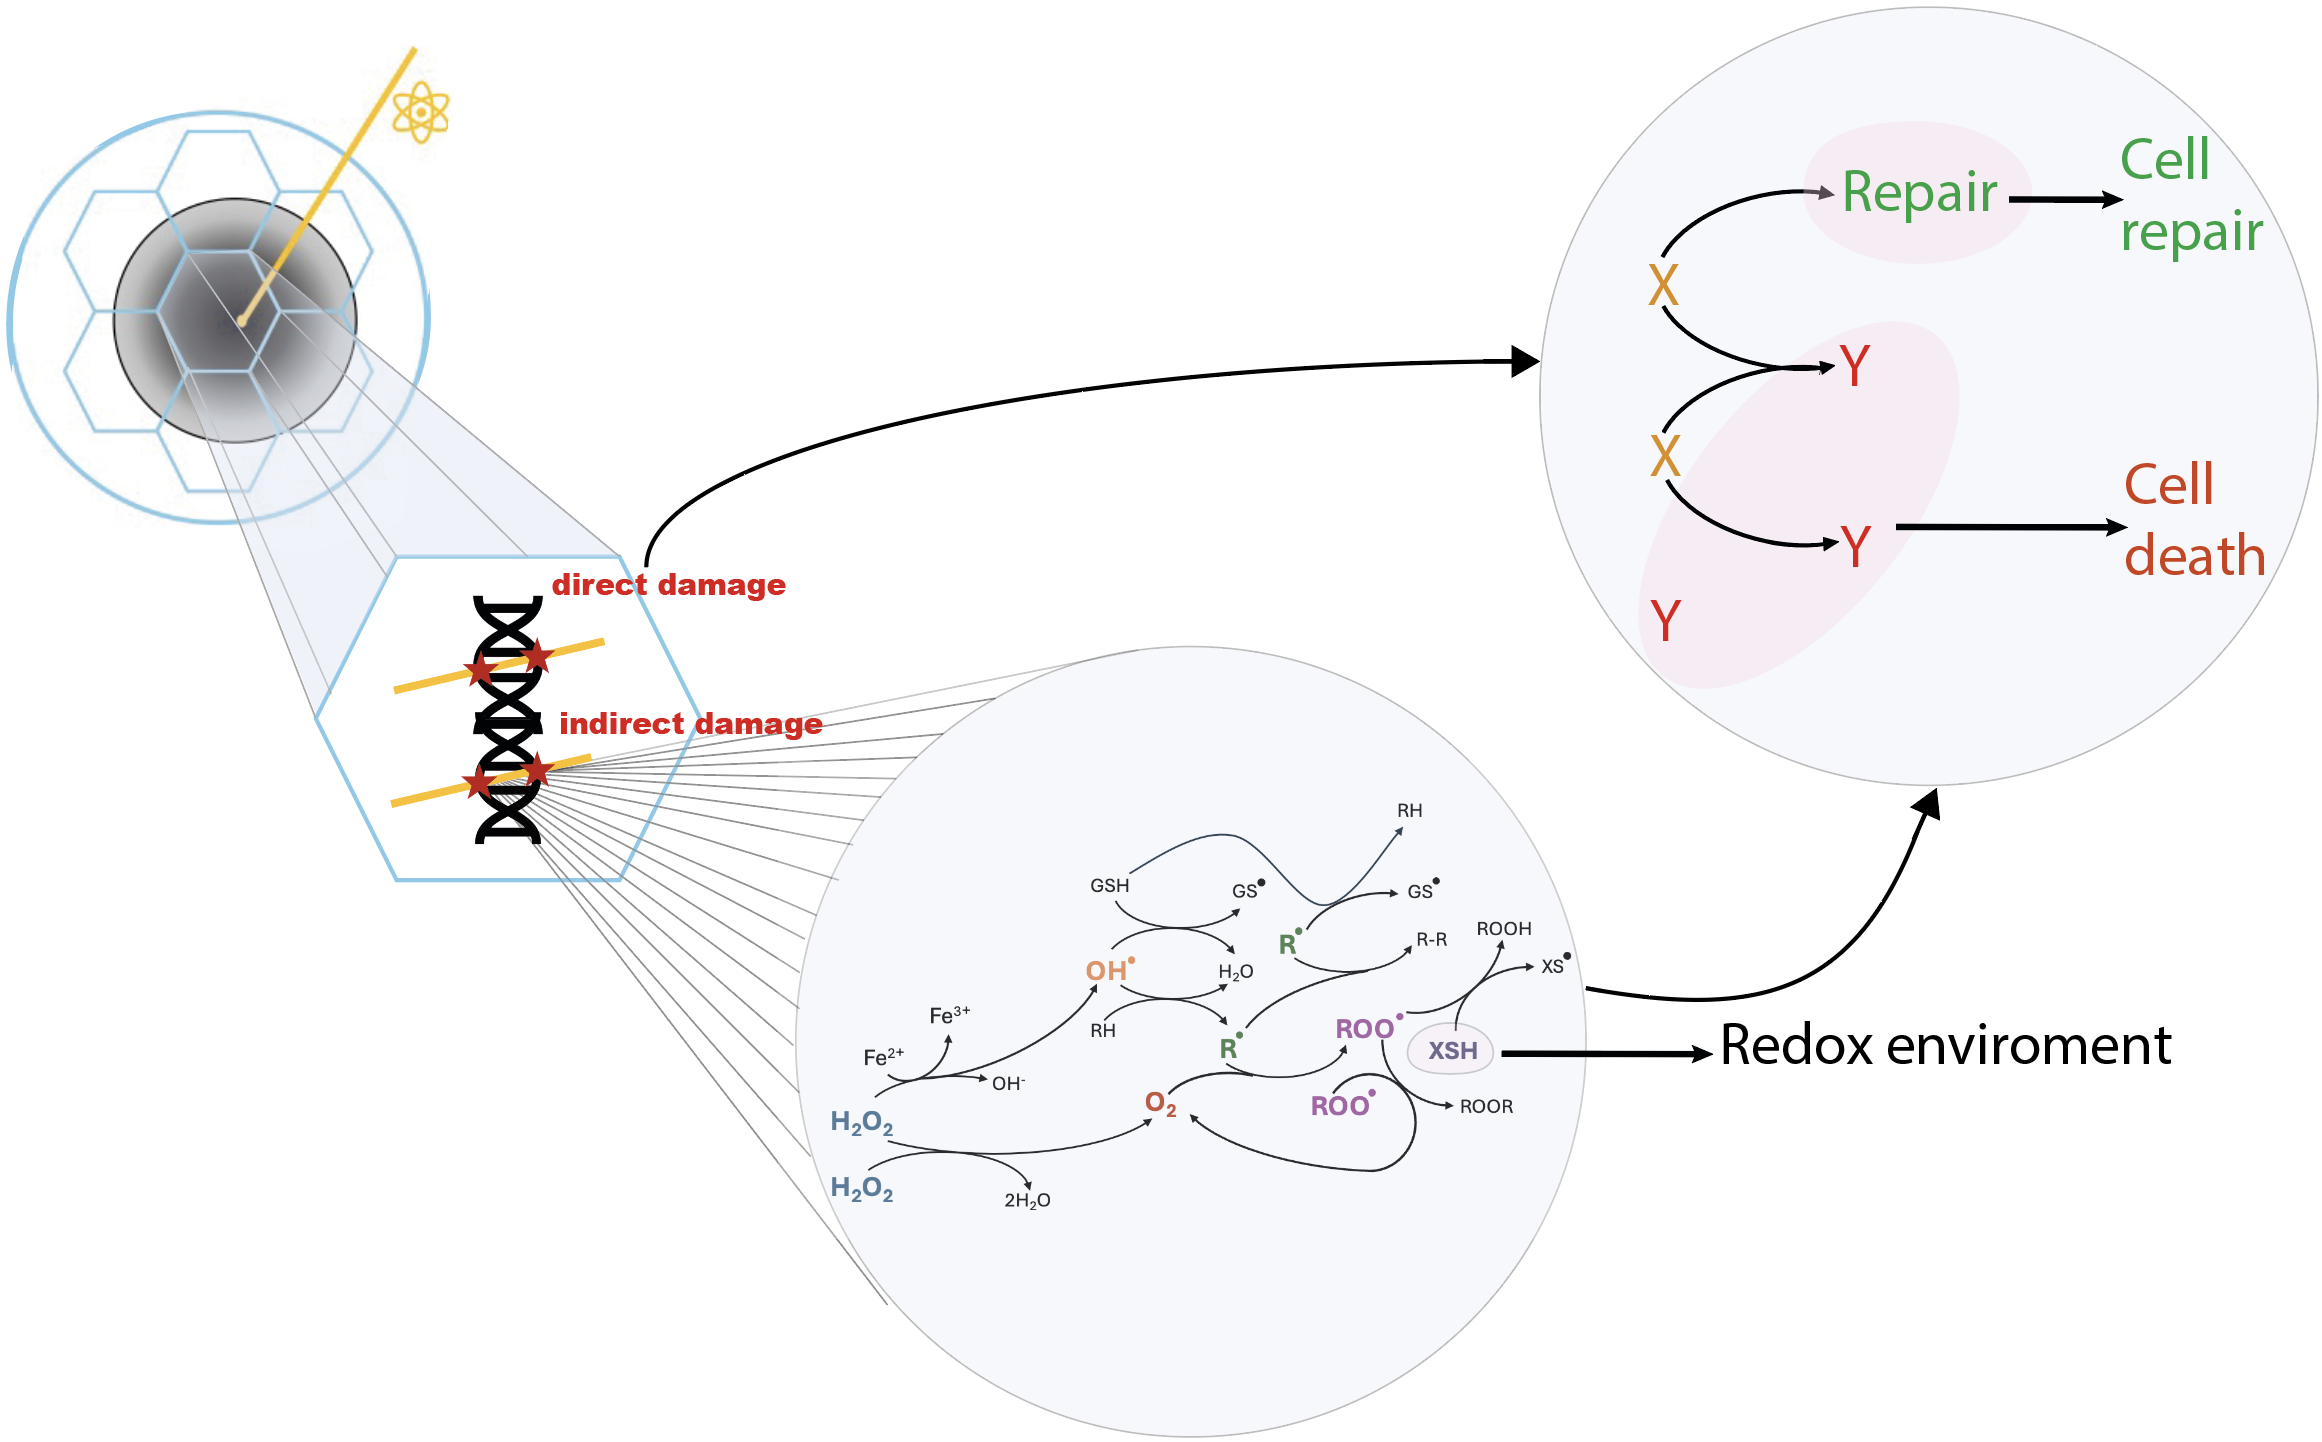 direct damage
indirect damage
Repair
Cell
repair
X
Y
X
Cell
death
Y
Y
RH
GSH
GS•
GS•
R•
R-R
ROOH
XS•
OH•
H₂O
RH
Fe³⁺
Fe²⁺
OH⁻
R•
ROO•
XSH
Redox enviroment
O₂
ROO•
ROOR
H₂O₂
H₂O₂
2H₂O